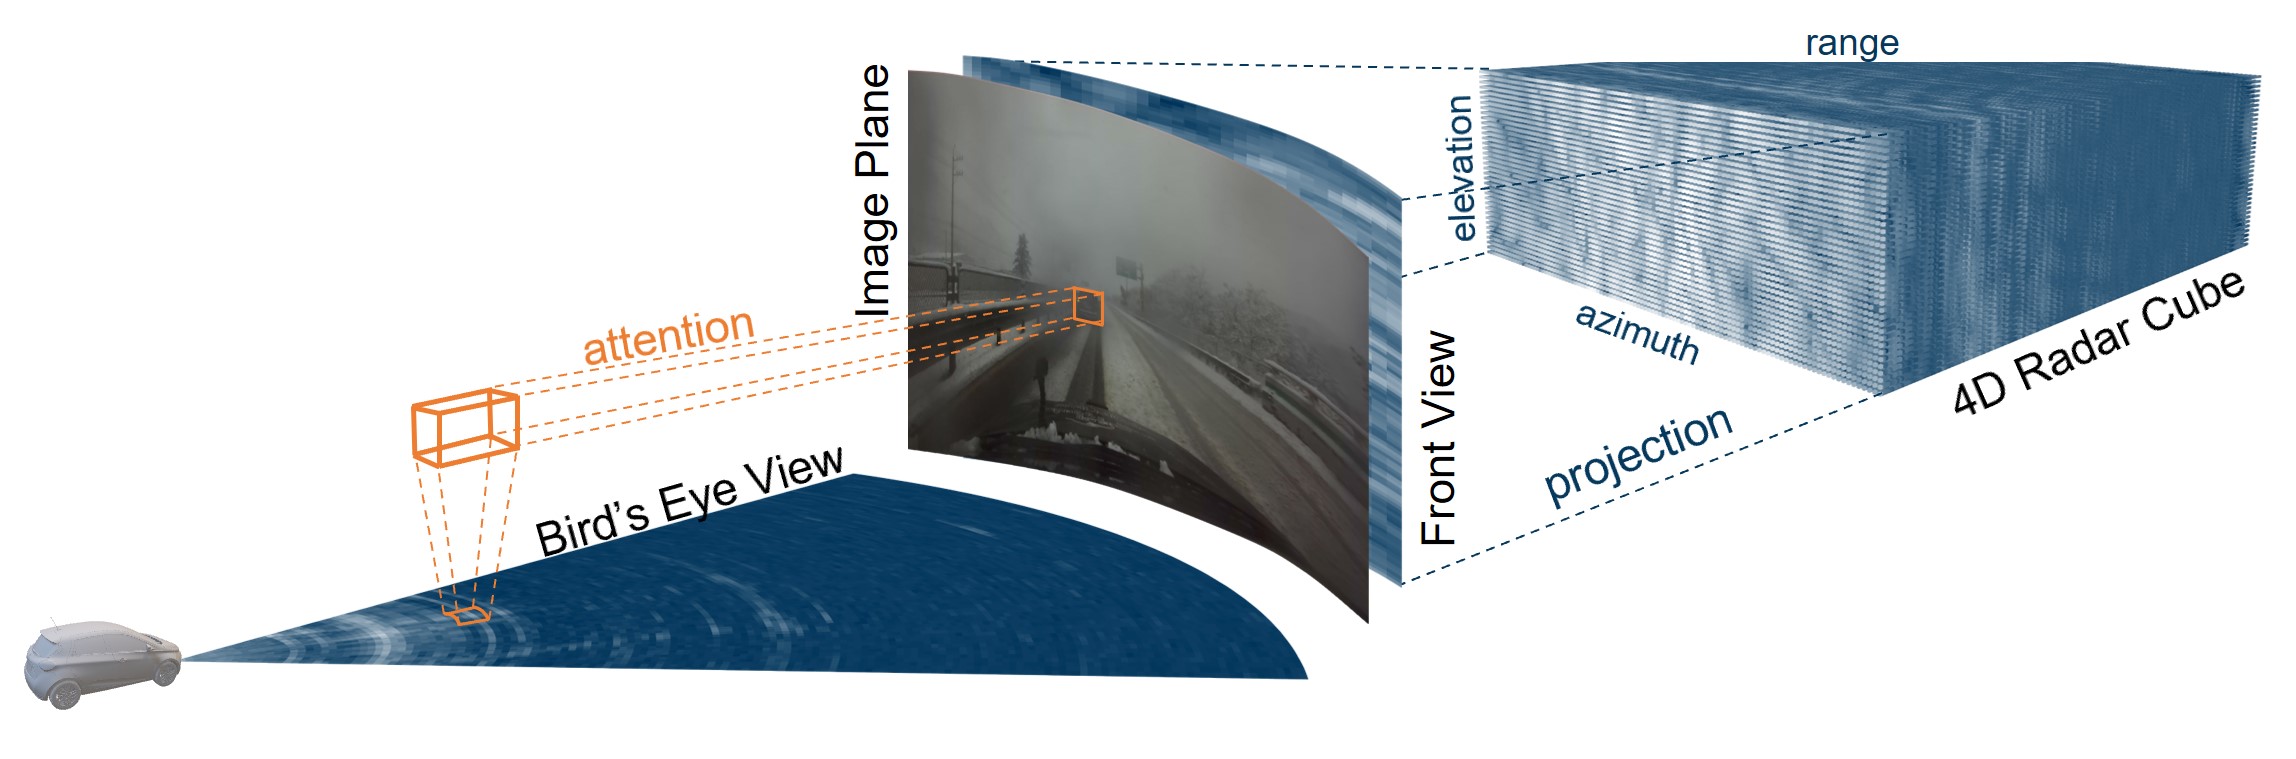 range
Image Plane
elevation
attention
azimuth
4D Radar Cube
Front View
projection
Bird's Eye View